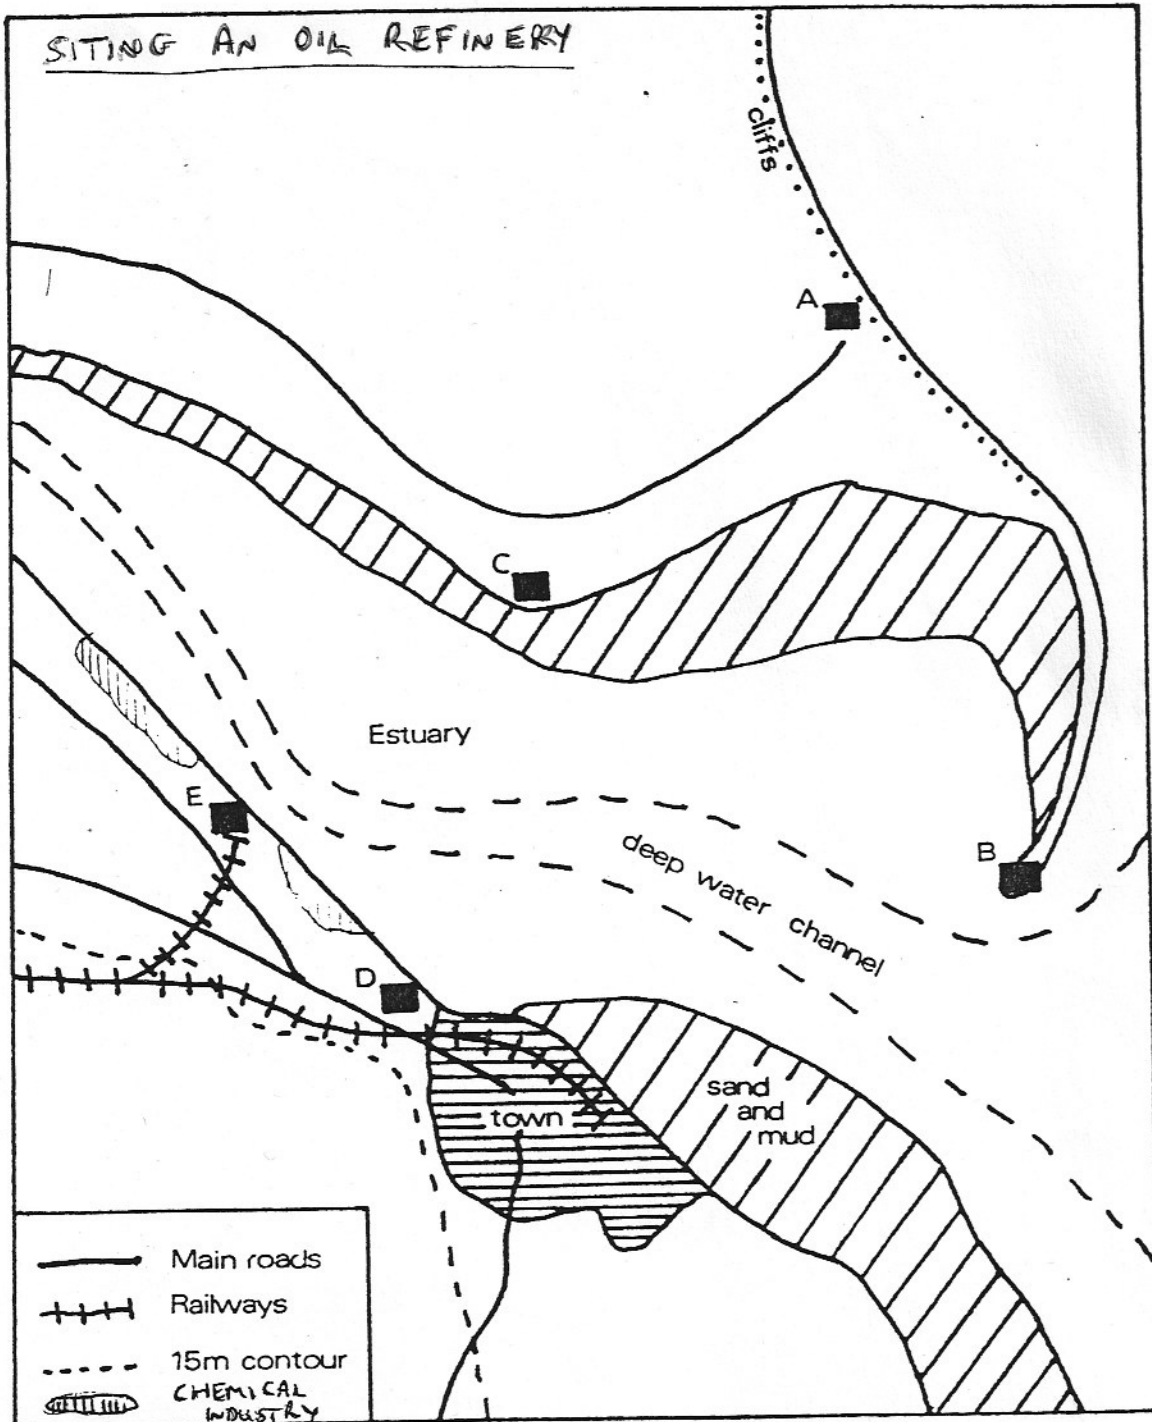 SITING AN OIL REFINERY
cliffs
A
C
Estuary
E
deep water channel
B
D
sand
and
mud
town
Main roads
Railways
15m contour
CHEMICAL
INDUSTRY